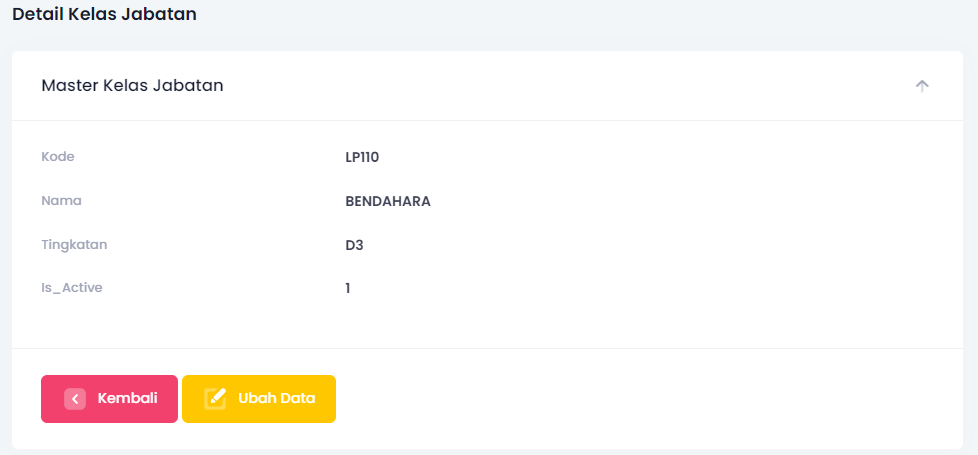 Detail Kelas Jabatan
Master Kelas Jabatan
Kode LP110
Nama BENDAHARA
Tingkatan D3
Is_Active 1
Kembali Ubah Data